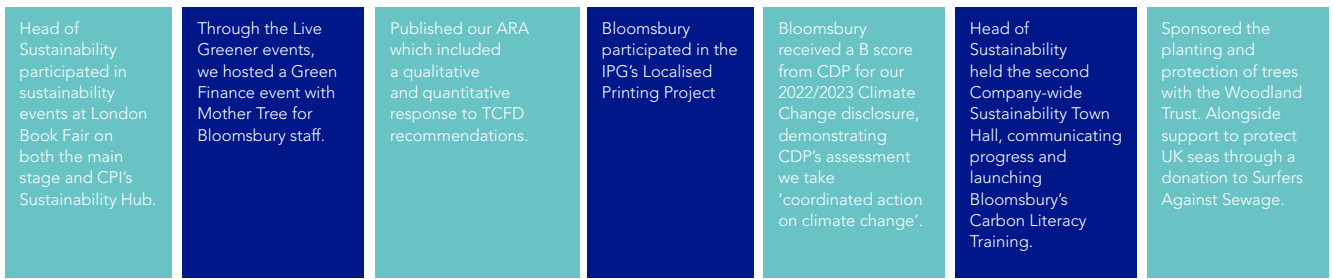 Head of
Sustainability
participated in
sustainability
events at London
Book Fair on
both the main
stage and CPI’s
Sustainability Hub.
Through the Live
Greener events,
we hosted a Green
Finance event with
Mother Tree for
Bloomsbury staff.
Published our ARA
which included
a qualitative
and quantitative
response to TCFD
recommendations.
Bloomsbury
participated in the
IPG’s Localised
Printing Project
Bloomsbury
received a B score
from CDP for our
2022/2023 Climate
Change disclosure,
demonstrating
CDP’s assessment
we take
‘coordinated action
on climate change’.
Head of
Sustainability
held the second
Company-wide
Sustainability Town
Hall, communicating
progress and
launching
Bloomsbury’s
Carbon Literacy
Training.
Sponsored the
planting and
protection of trees
with the Woodland
Trust. Alongside
support to protect
UK seas through a
donation to Surfers
Against Sewage.